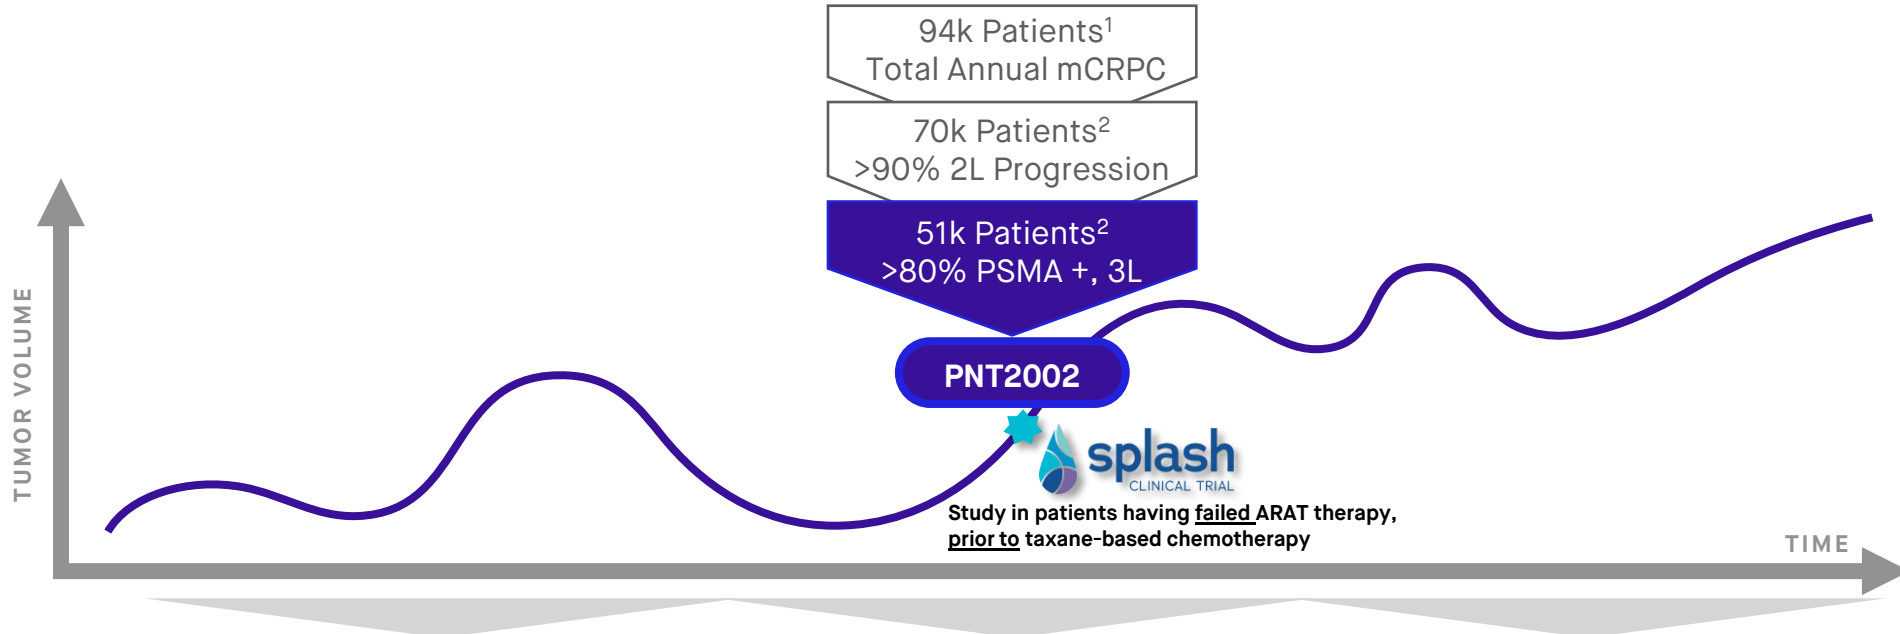 94k Patients¹
Total Annual mCRPC
70k Patients²
>90% 2L Progression
51k Patients²
>80% PSMA +, 3L
PNT2002
splash
CLINICAL TRIAL
Study in patients having failed ARAT therapy,
prior to taxane-based chemotherapy
TUMOR VOLUME
TIME